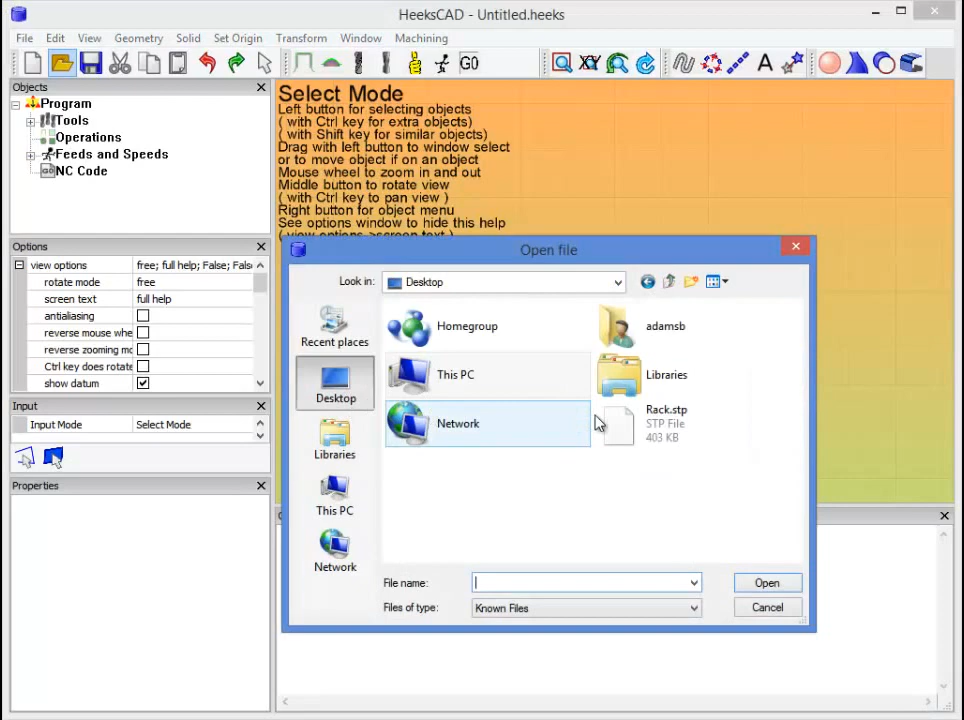 HeeksCAD - Untitled.heeks
File Edit View Geometry Solid Set Origin Transform Window Machining
G0
Objects
Program
Tools
Operations
Feeds and Speeds
NC Code
Options
view options free; full help; False; Fals
rotate mode free
screen text full help
antialiasing
reverse mouse whe
reverse zooming mo
Ctrl key does rotate
show datum
Input
Input Mode Select Mode
Properties
Select Mode
Left button for selecting objects
( with Ctrl key for extra objects)
( with Shift key for similar objects)
Drag with left button to window select
or to move object if on an object
Mouse wheel to zoom in and out
Middle button to rotate view
( with Ctrl key to pan view )
Right button for object menu
See options window to hide this help
( view options->screen text )
Open file
Look in: Desktop
Recent places
Desktop
Libraries
This PC
Network
Homegroup
adamsb
This PC
Libraries
Network
Rack.stp
STP File
403 KB
File name:
Open
Files of type: Known Files
Cancel